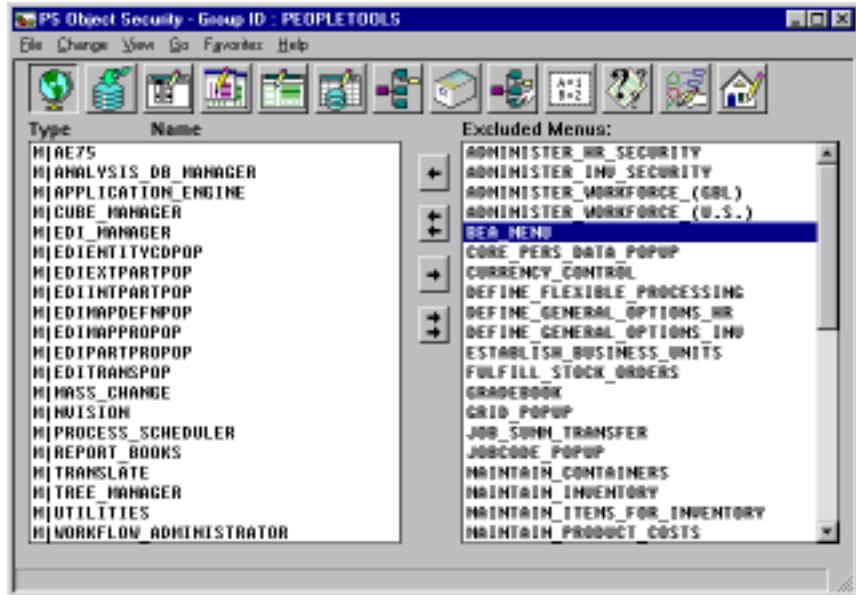 PS Object Security - Group ID : PEOPLETOOLS
File Change View Go Favorites Help
A=1
B=2
Type Name
M|AE75
M|ANALYSIS_DB_MANAGER
M|APPLICATION_ENGINE
M|CUBE_MANAGER
M|EDI_MANAGER
M|EDIENTITYCDPOP
M|EDIEXTPARTPOP
M|EDIINTPARTPOP
M|EDIMAPDEFNPOP
M|EDIMAPPROPOP
M|EDIPARTPROPOP
M|EDITRANSPOP
M|MASS_CHANGE
M|NVISION
M|PROCESS_SCHEDULER
M|REPORT_BOOKS
M|TRANSLATE
M|TREE_MANAGER
M|UTILITIES
M|WORKFLOW_ADMINISTRATOR
Excluded Menus:
ADMINISTER_HR_SECURITY
ADMINISTER_INV_SECURITY
ADMINISTER_WORKFORCE_(GBL)
ADMINISTER_WORKFORCE_(U.S.)
BEA_MENU
CORE_PERS_DATA_POPUP
CURRENCY_CONTROL
DEFINE_FLEXIBLE_PROCESSING
DEFINE_GENERAL_OPTIONS_HR
DEFINE_GENERAL_OPTIONS_INV
ESTABLISH_BUSINESS_UNITS
FULFILL_STOCK_ORDERS
GRADEBOOK
GRID_POPUP
JOB_SUMM_TRANSFER
JOBCODE_POPUP
MAINTAIN_CONTAINERS
MAINTAIN_INVENTORY
MAINTAIN_ITEMS_FOR_INVENTORY
MAINTAIN_PRODUCT_COSTS